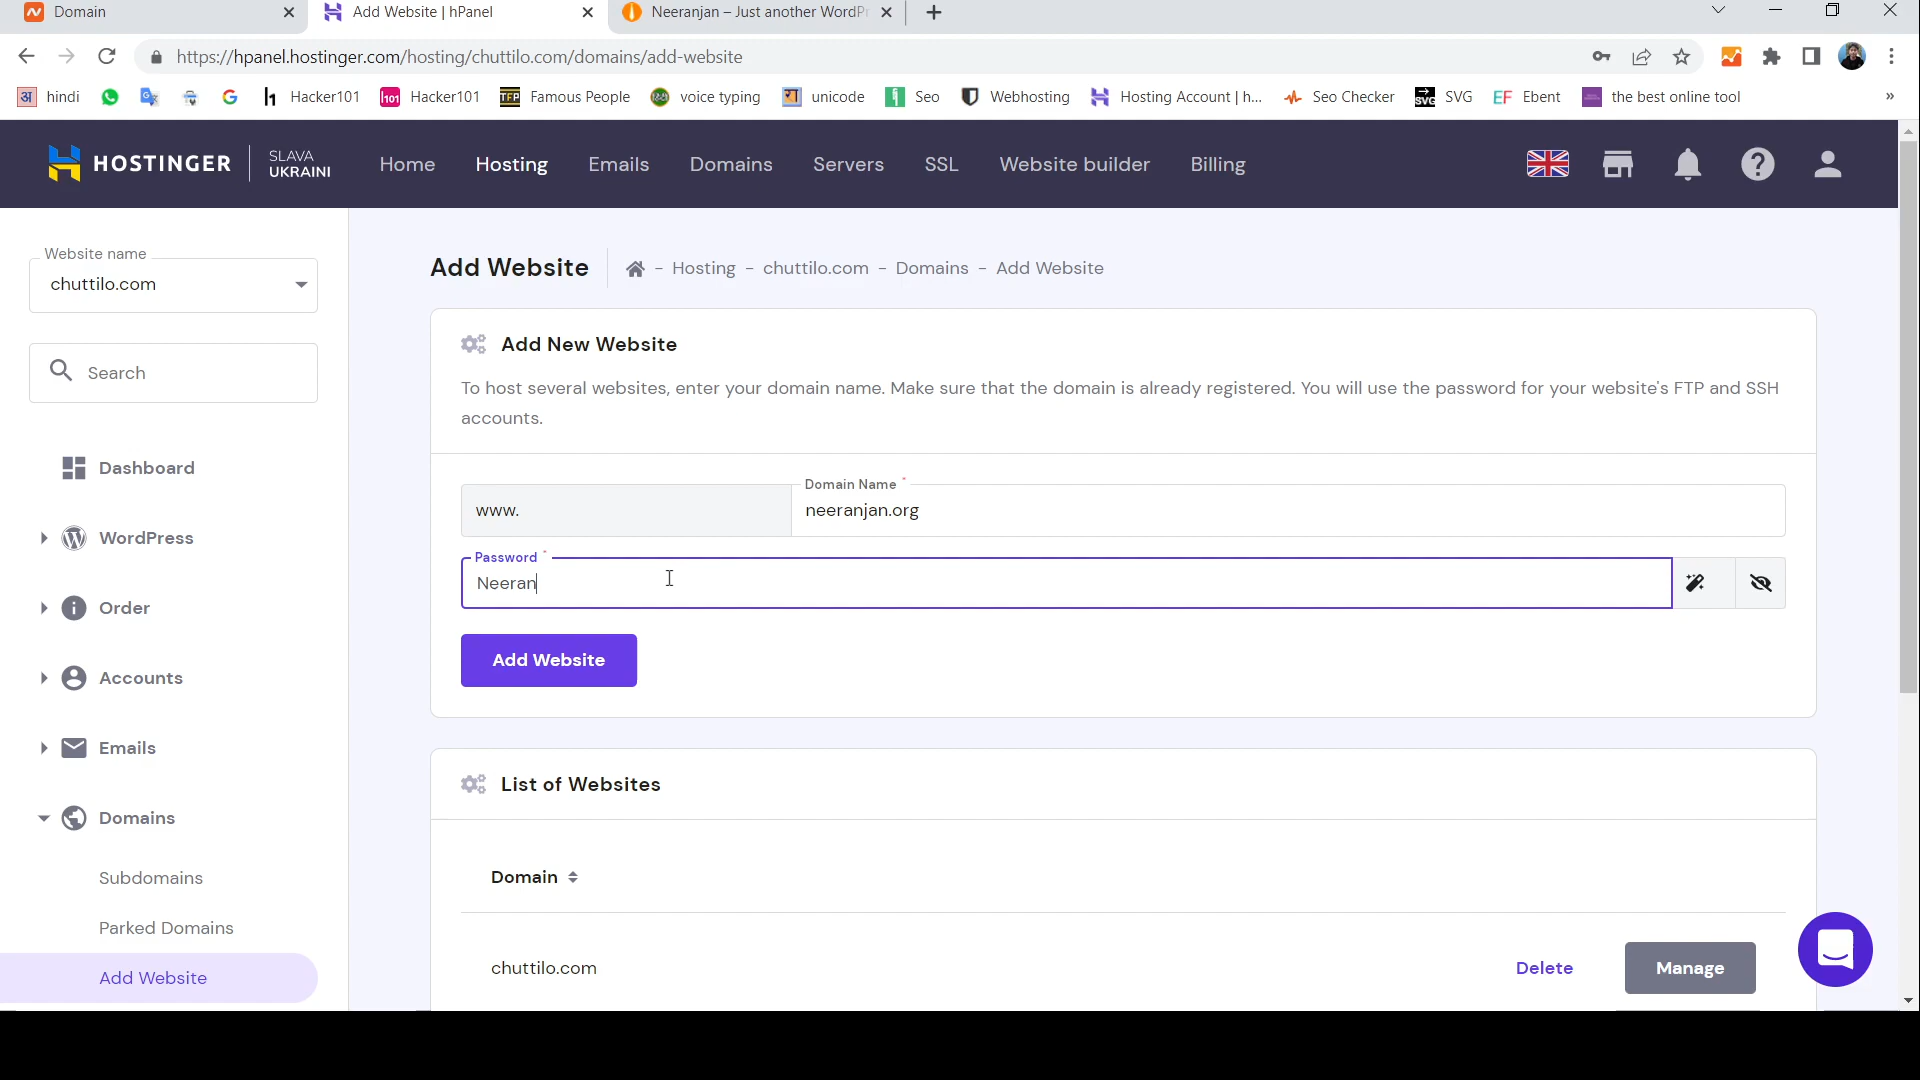 Domain
Add Website | hPanel
Neeranjan – Just another WordPr
https://hpanel.hostinger.com/hosting/chuttilo.com/domains/add-website
अ hindi
Hacker101
101 Hacker101
TFP Famous People
voice typing
unicode
Seo
Webhosting
Hosting Account | h...
Seo Checker
SVG SVG
EF Ebent
the best online tool
»
HOSTINGER
SLAVA
UKRAINI
Home
Hosting
Emails
Domains
Servers
SSL
Website builder
Billing
Website name
chuttilo.com
Search
Dashboard
WordPress
Order
Accounts
Emails
Domains
Subdomains
Parked Domains
Add Website
Add Website
- Hosting - chuttilo.com - Domains - Add Website
Add New Website
To host several websites, enter your domain name. Make sure that the domain is already registered. You will use the password for your website's FTP and SSH
accounts.
Domain Name *
www.
neeranjan.org
Password *
Neeran
Add Website
List of Websites
Domain
chuttilo.com
Delete
Manage